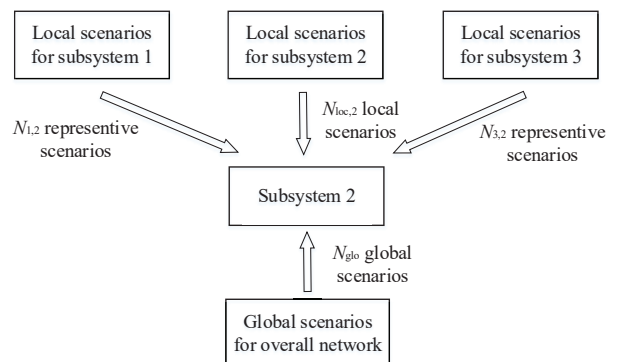 Local scenarios
for subsystem 1
Local scenarios
for subsystem 2
Local scenarios
for subsystem 3
N1,2 representive
scenarios
Nloc,2 local
scenarios
N3,2 representive
scenarios
Subsystem 2
Nglo global
scenarios
Global scenarios
for overall network